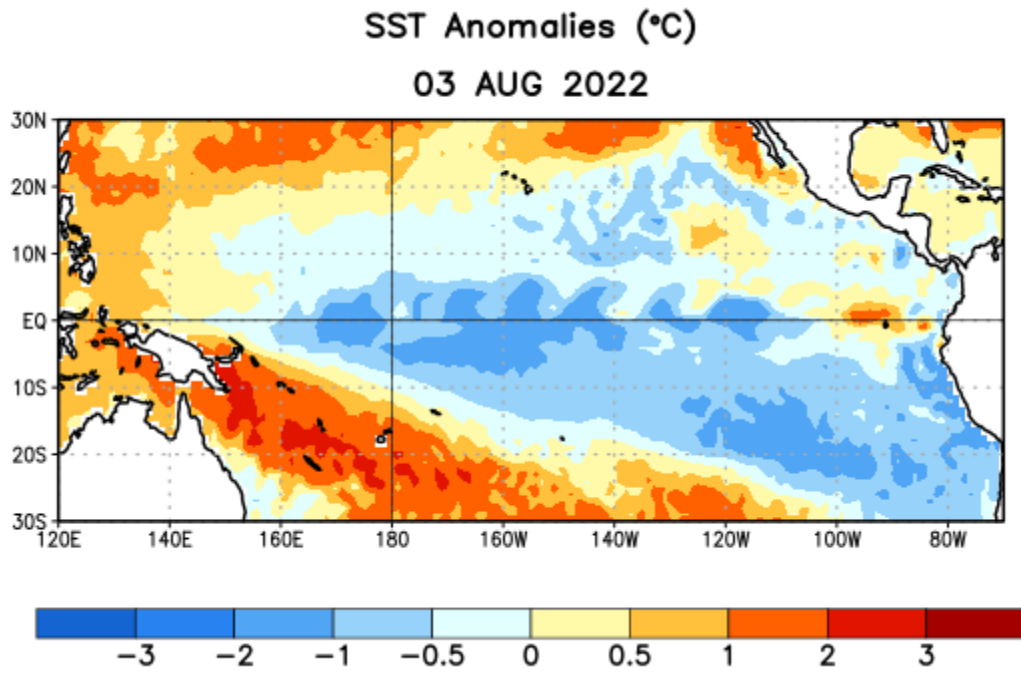 SST Anomalies (°C)
03 AUG 2022
30N
20N
10N
EQ
10S
20S
30S
120E 140E 160E 180 160W 140W 120W 100W 80W
-3 -2 -1 -0.5 0 0.5 1 2 3